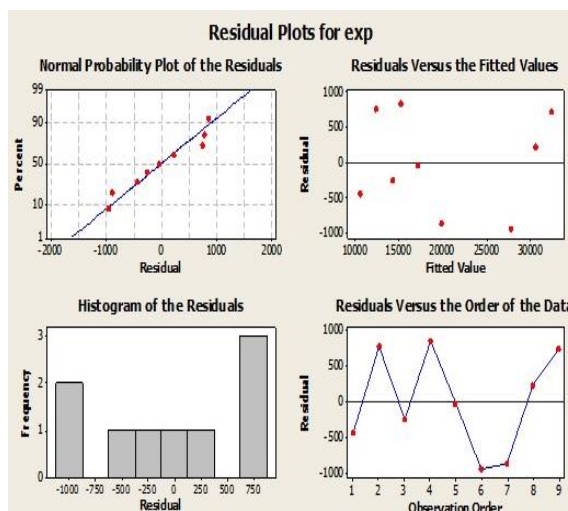 Residual Plots for exp
Normal Probability Plot of the Residuals
99
90
50
10
1
Percent
-2000 -1000 0 1000 2000
Residual
Residuals Versus the Fitted Values
1000
500
0
-500
-1000
Residual
10000 15000 20000 25000 30000
Fitted Value
Histogram of the Residuals
3
2
1
0
Frequency
-1000 -750 -500 -250 0 250 500 750
Residual
Residuals Versus the Order of the Data
1000
500
0
-500
-1000
Residual
1 2 3 4 5 6 7 8 9
Observation Order